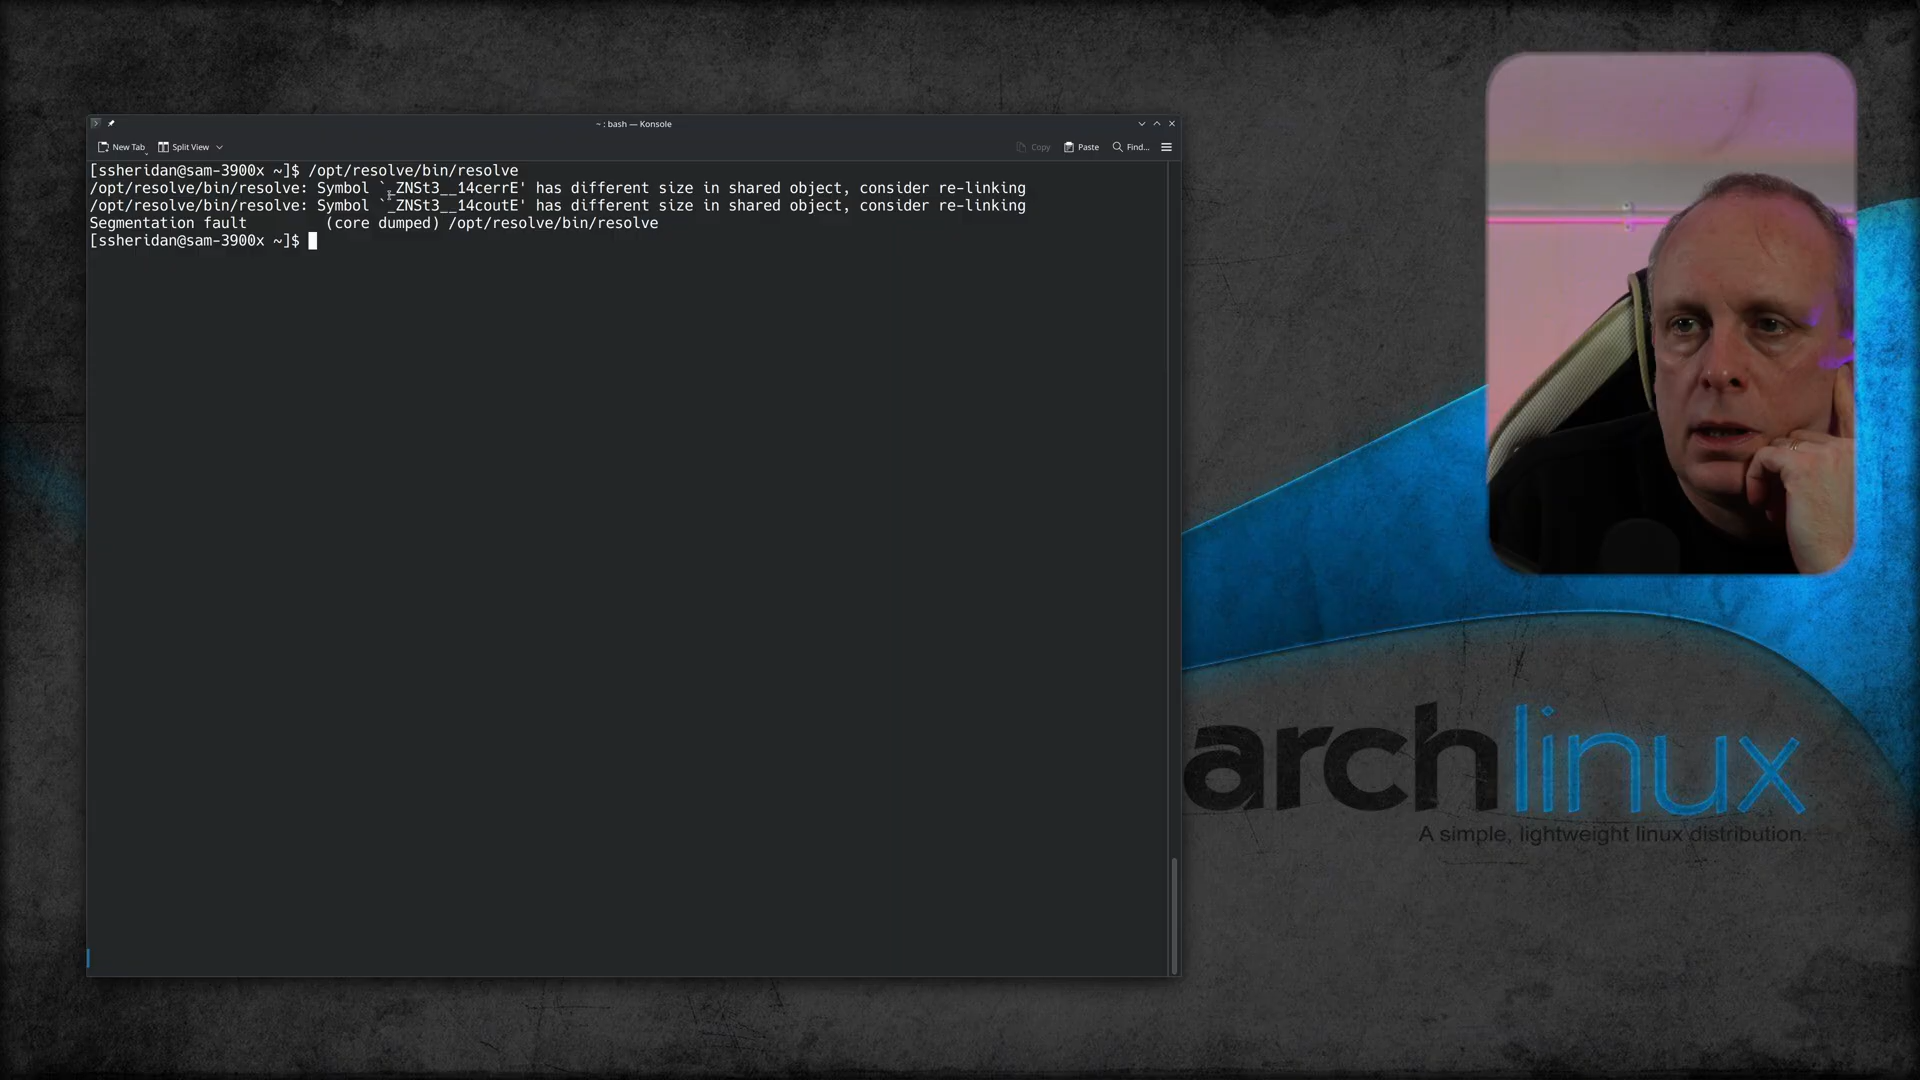 ~ : bash — Konsole
New Tab Split View Copy Paste Find...
[ssheridan@sam-3900x ~]$ /opt/resolve/bin/resolve
/opt/resolve/bin/resolve: Symbol `_ZNSt3__14cerrE' has different size in shared object, consider re-linking
/opt/resolve/bin/resolve: Symbol `_ZNSt3__14coutE' has different size in shared object, consider re-linking
Segmentation fault         (core dumped) /opt/resolve/bin/resolve
[ssheridan@sam-3900x ~]$
archlinux
A simple, lightweight linux distribution.